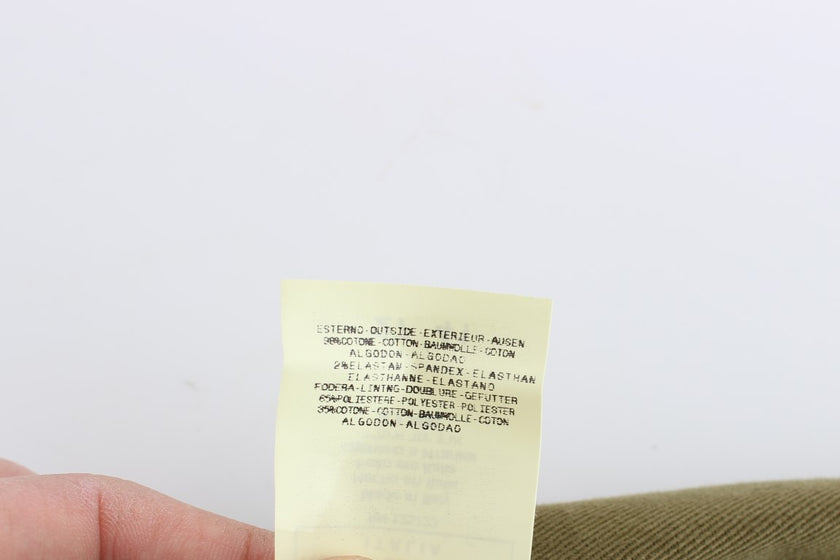 ESTERNO-OUTSIDE-EXTERIEUR-AUSEN
98%COTONE-COTTON-BAUMWOLLE-COTON
ALGODON-ALGODAO
2%ELASTAN-SPANDEX-ELASTHAN
ELASTHANNE-ELASTANO
FODERA-LINING-DOUBLURE-GEFUTTER
65%POLIESTERE-POLYESTER-POLIESTER
35%COTONE-COTTON-BAUMWOLLE-COTON
ALGODON-ALGODAO
ITALIA